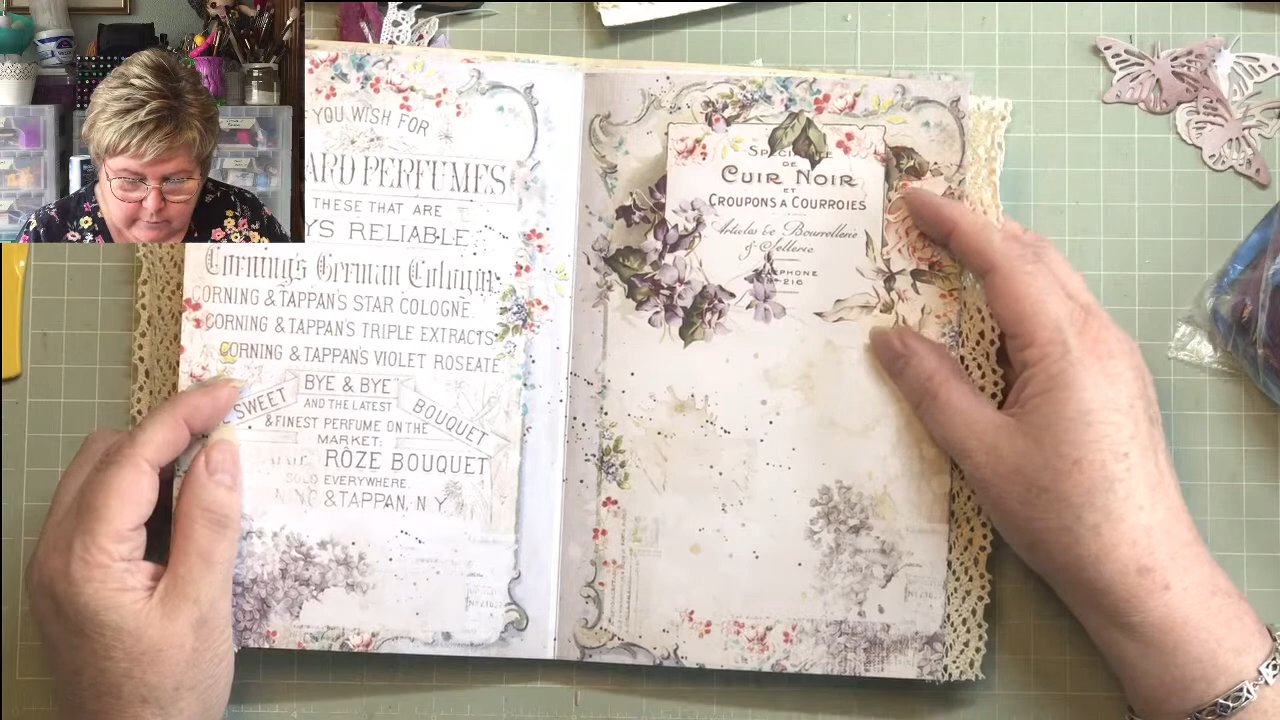 YOU WISH FOR
ARD PERFUMES
THESE THAT ARE
YS RELIABLE
Corning's German Cologne.
CORNING & TAPPAN'S STAR COLOGNE.
CORNING & TAPPAN'S TRIPLE EXTRACTS
CORNING & TAPPAN'S VIOLET ROSEATE
BYE & BYE
SWEET AND THE LATEST BOUQUET
& FINEST PERFUME ON THE
MARKET:
RÔZE BOUQUET
SOLD EVERYWHERE.
& TAPPAN, N Y
DE
CUIR NOIR
ET
CROUPONS A COURROIES
Articles de Bourrellerie
& Sellerie
Nº 216